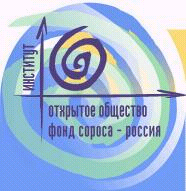 институт
открытое общество
фонд сороса - россия